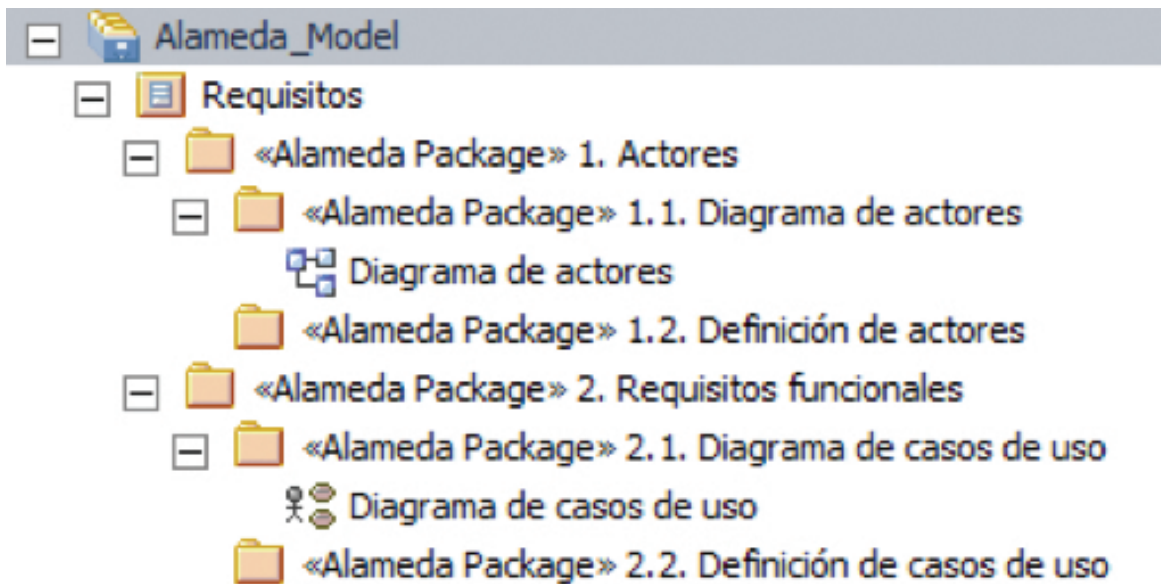 Alameda_Model
Requisitos
«Alameda Package» 1. Actores
«Alameda Package» 1.1. Diagrama de actores
Diagrama de actores
«Alameda Package» 1.2. Definición de actores
«Alameda Package» 2. Requisitos funcionales
«Alameda Package» 2.1. Diagrama de casos de uso
Diagrama de casos de uso
«Alameda Package» 2.2. Definición de casos de uso